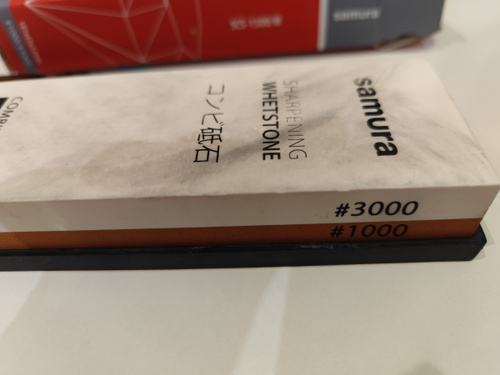 samura
samura
SHARPENING
WHETSTONE
コンビ砥石
#3000
#1000